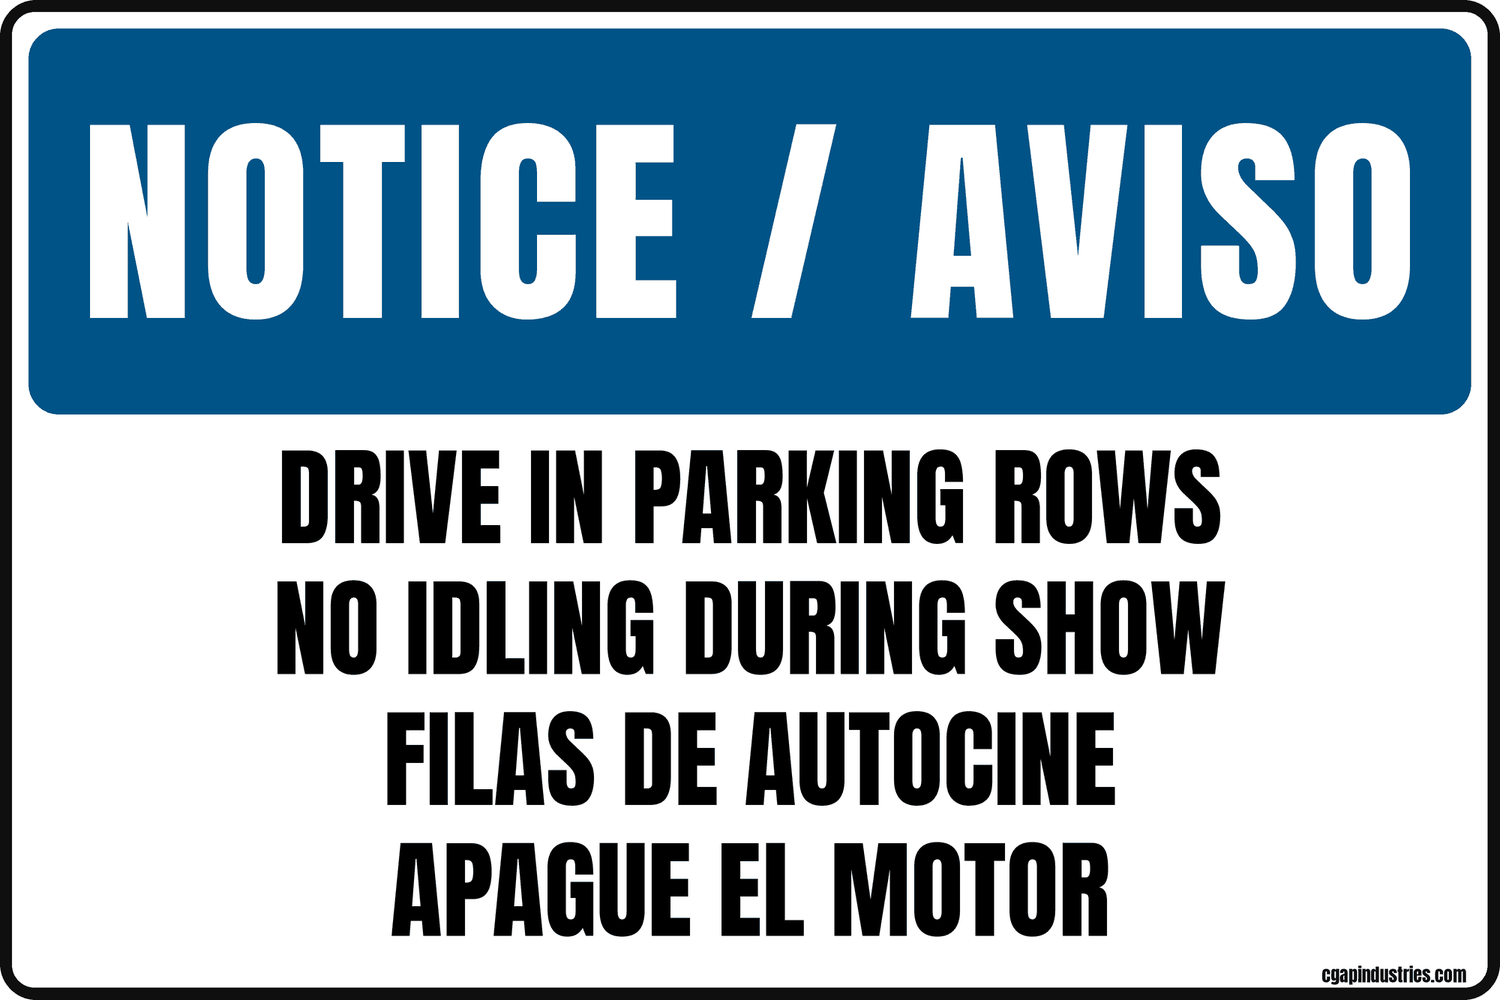 NOTICE / AVISO
DRIVE IN PARKING ROWS
NO IDLING DURING SHOW
FILAS DE AUTOCINE
APAGUE EL MOTOR
cgapindustries.com